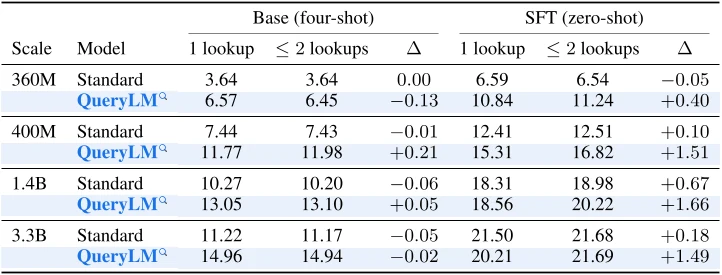 Base (four-shot) SFT (zero-shot)
Scale Model 1 lookup ≤ 2 lookups Δ 1 lookup ≤ 2 lookups Δ
360M Standard 3.64 3.64 0.00 6.59 6.54 −0.05
QueryLM 6.57 6.45 −0.13 10.84 11.24 +0.40
400M Standard 7.44 7.43 −0.01 12.41 12.51 +0.10
QueryLM 11.77 11.98 +0.21 15.31 16.82 +1.51
1.4B Standard 10.27 10.20 −0.06 18.31 18.98 +0.67
QueryLM 13.05 13.10 +0.05 18.56 20.22 +1.66
3.3B Standard 11.22 11.17 −0.05 21.50 21.68 +0.18
QueryLM 14.96 14.94 −0.02 20.21 21.69 +1.49